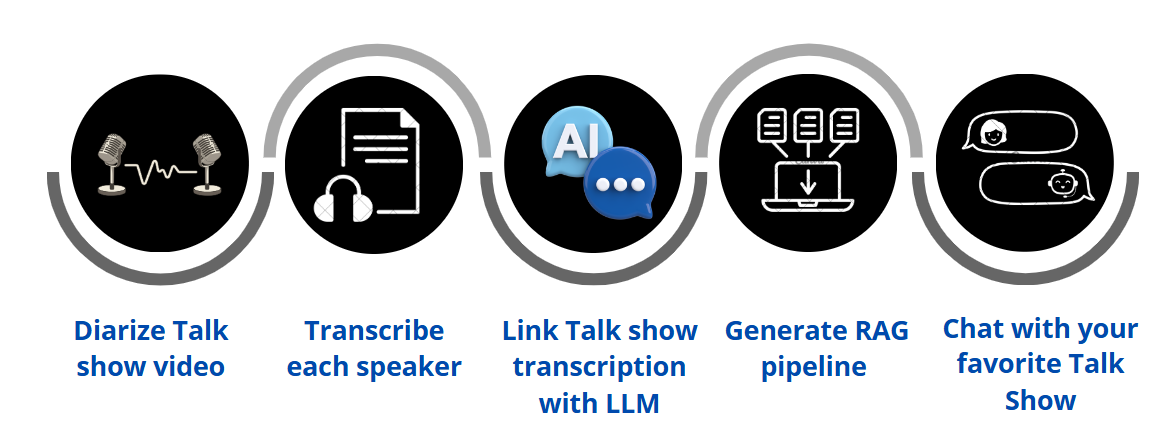 AI
Diarize Talk
show video
Transcribe
each speaker
Link Talk show
transcription
with LLM
Generate RAG
pipeline
Chat with your
favorite Talk
Show